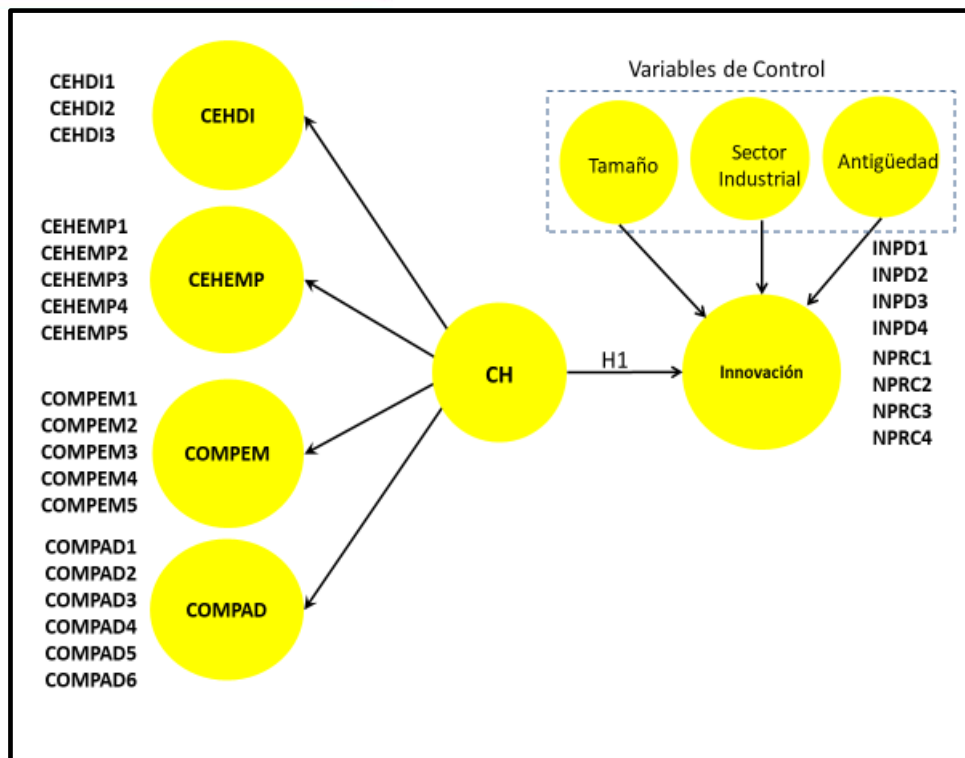 CEHDI1
CEHDI2
CEHDI3
CEHDI
CEHEMP1
CEHEMP2
CEHEMP3
CEHEMP4
CEHEMP5
CEHEMP
COMPEM1
COMPEM2
COMPEM3
COMPEM4
COMPEM5
COMPEM
COMPAD1
COMPAD2
COMPAD3
COMPAD4
COMPAD5
COMPAD6
COMPAD
CH
H1
Variables de Control
Tamaño
Sector
Industrial
Antigüedad
Innovación
INPD1
INPD2
INPD3
INPD4
NPRC1
NPRC2
NPRC3
NPRC4